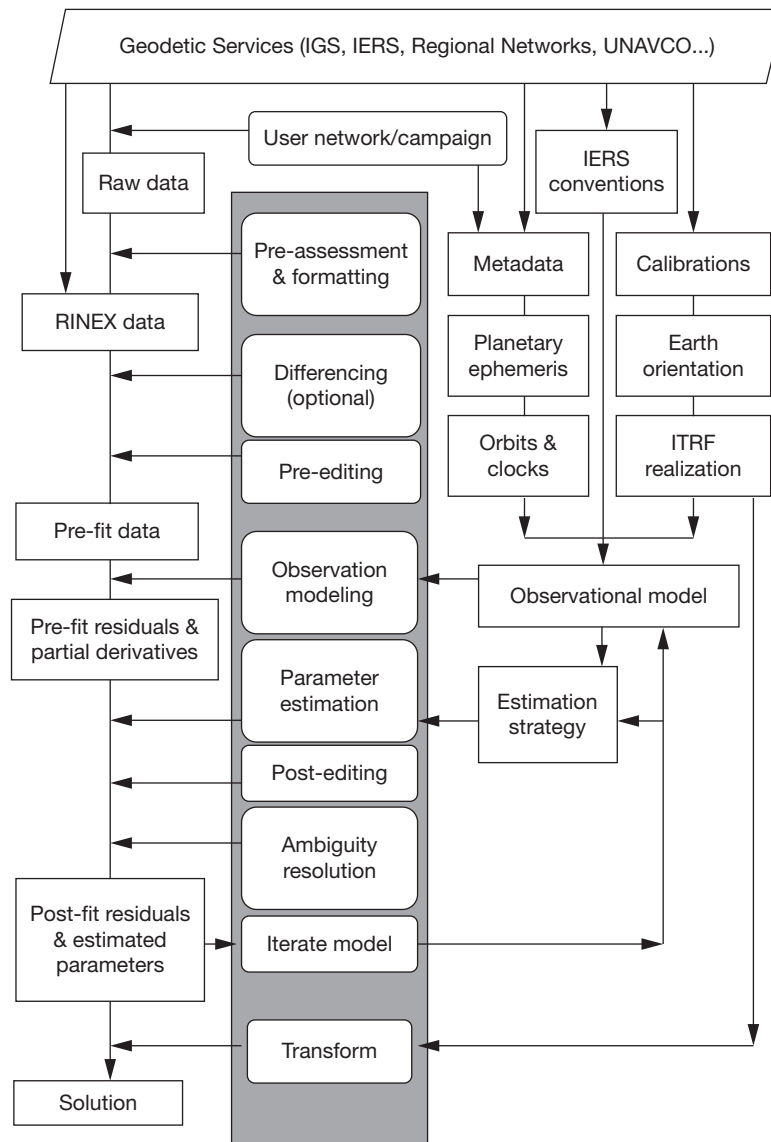 Geodetic Services (IGS, IERS, Regional Networks, UNAVCO...)
User network/campaign
IERS
conventions
Raw data
Pre-assessment
& formatting
Metadata
Calibrations
RINEX data
Planetary
ephemeris
Earth
orientation
Differencing
(optional)
Orbits &
clocks
ITRF
realization
Pre-editing
Pre-fit data
Observation
modeling
Observational model
Pre-fit residuals &
partial derivatives
Parameter
estimation
Estimation
strategy
Post-editing
Ambiguity
resolution
Post-fit residuals
& estimated
parameters
Iterate model
Transform
Solution